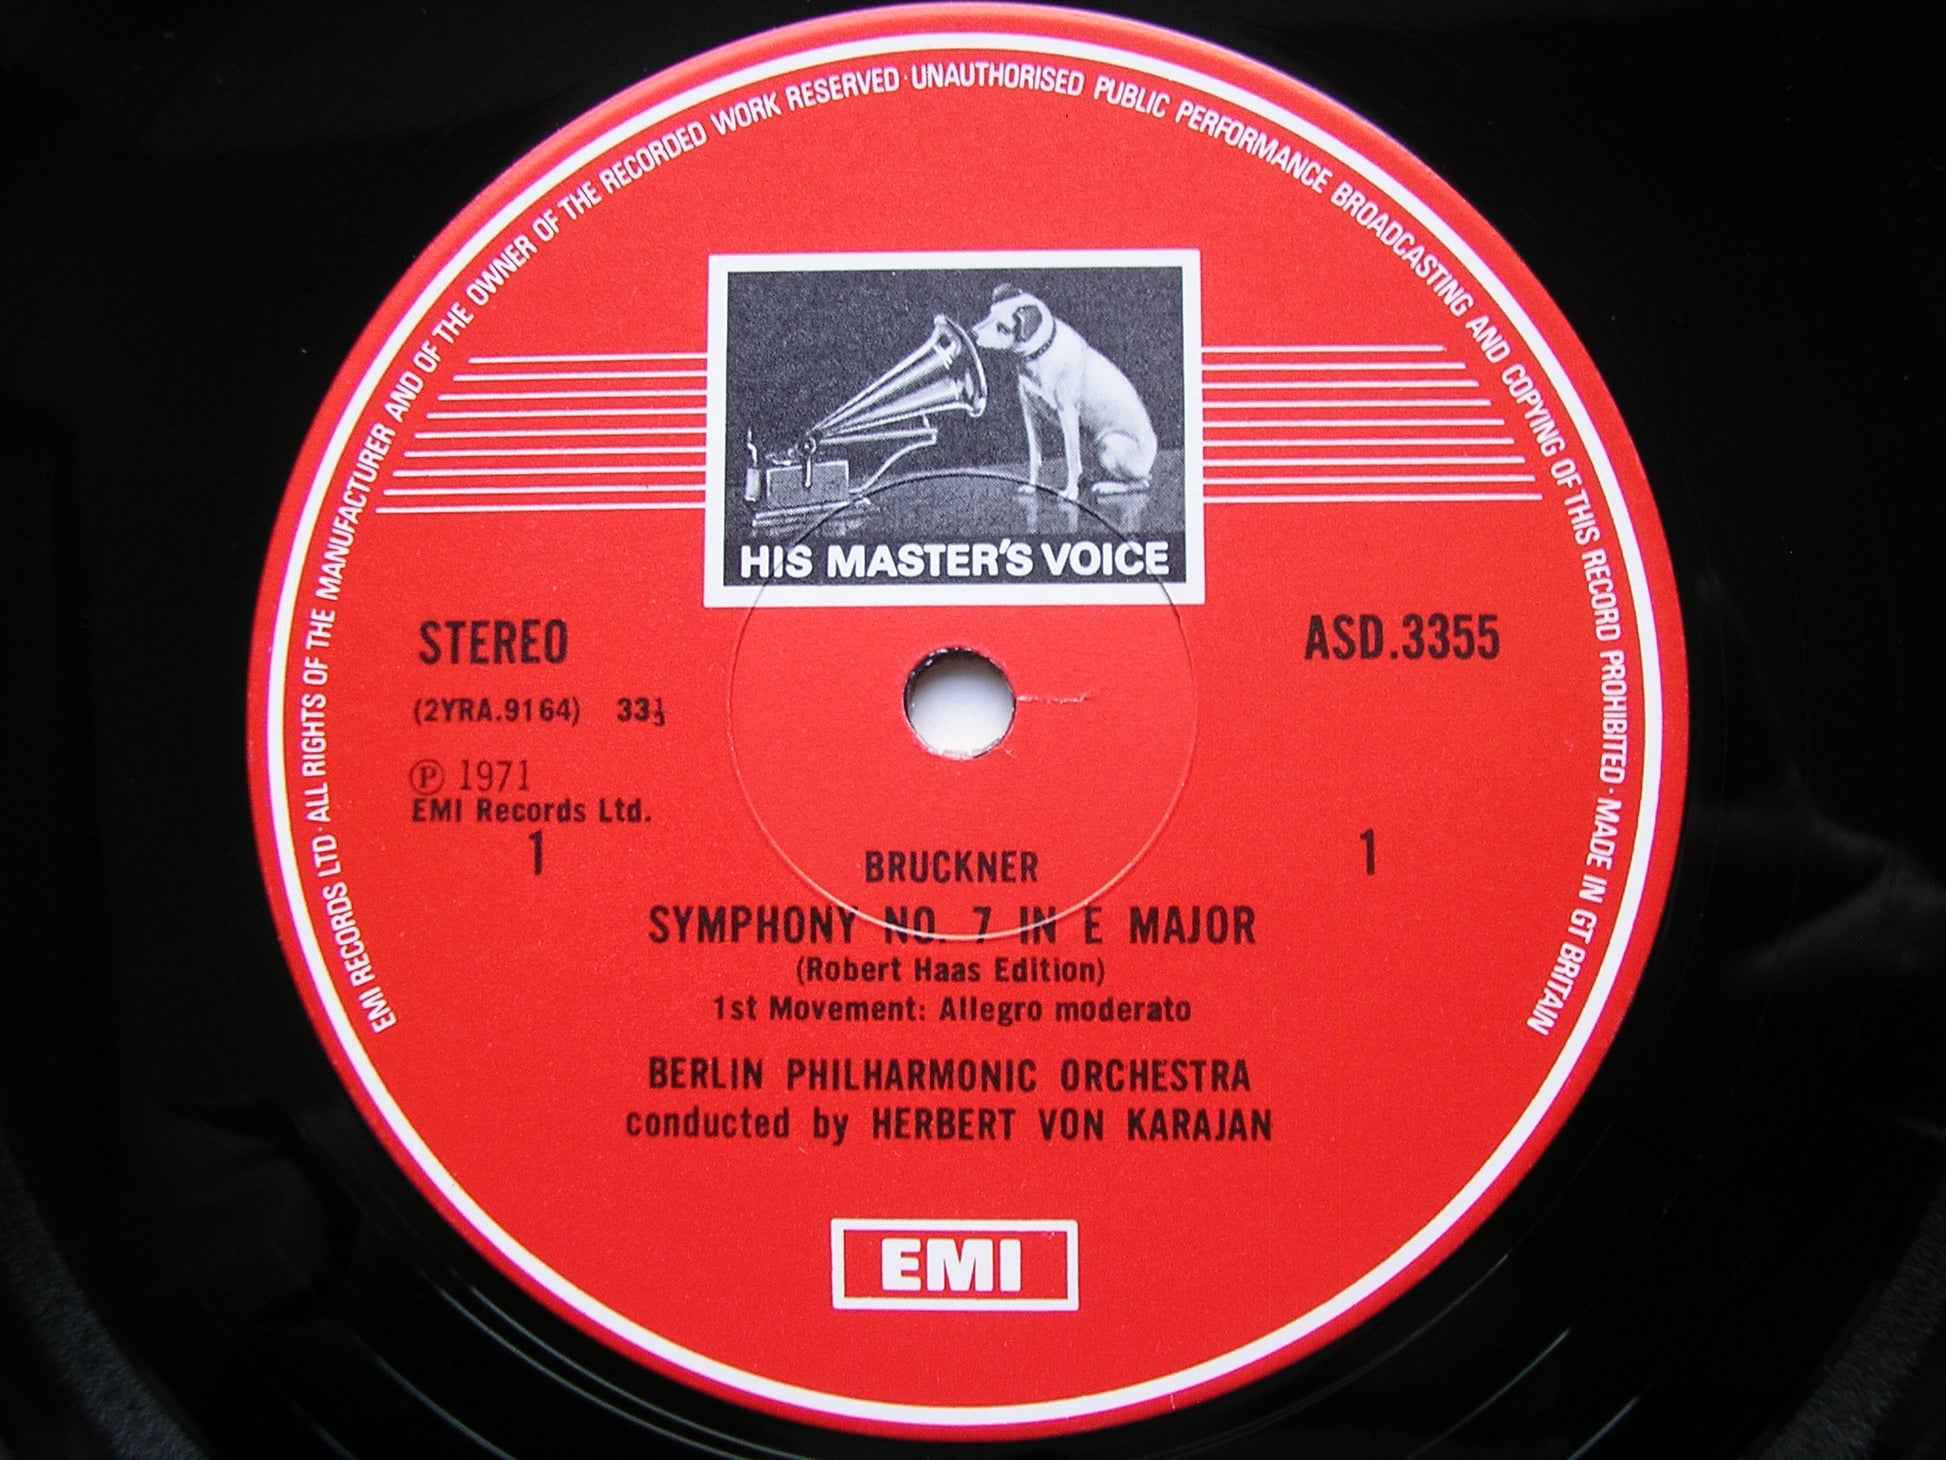 EMI RECORDS LTD · ALL RIGHTS OF THE MANUFACTURER AND OF THE OWNER OF THE RECORDED WORK RESERVED · UNAUTHORISED PUBLIC PERFORMANCE BROADCASTING AND COPYING OF THIS RECORD PROHIBITED · MADE IN GT BRITAIN
HIS MASTER'S VOICE
STEREO ASD.3355
(2YRA.9164) 33⅓
℗ 1971
EMI Records Ltd.
1 1
BRUCKNER
SYMPHONY NO. 7 IN E MAJOR
(Robert Haas Edition)
1st Movement: Allegro moderato
BERLIN PHILHARMONIC ORCHESTRA
conducted by HERBERT VON KARAJAN
EMI